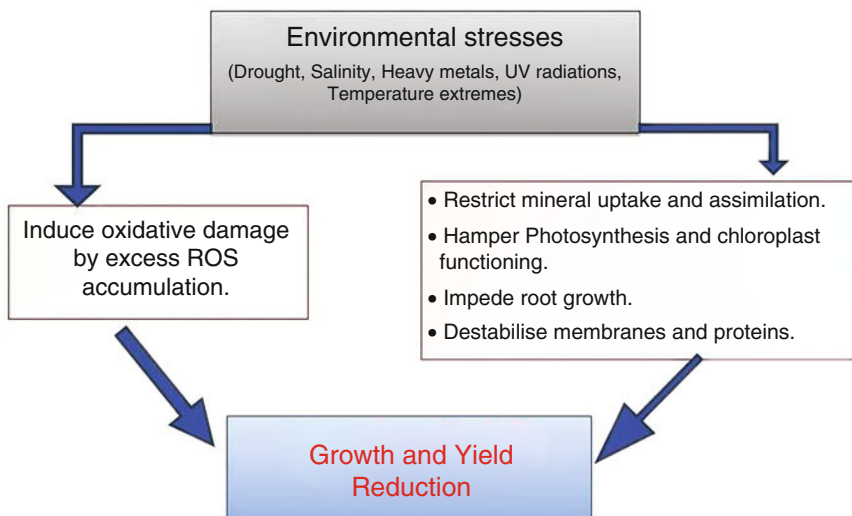 Environmental stresses
(Drought, Salinity, Heavy metals, UV radiations,
Temperature extremes)
Induce oxidative damage
by excess ROS
accumulation.
• Restrict mineral uptake and assimilation.
• Hamper Photosynthesis and chloroplast
functioning.
• Impede root growth.
• Destabilise membranes and proteins.
Growth and Yield
Reduction